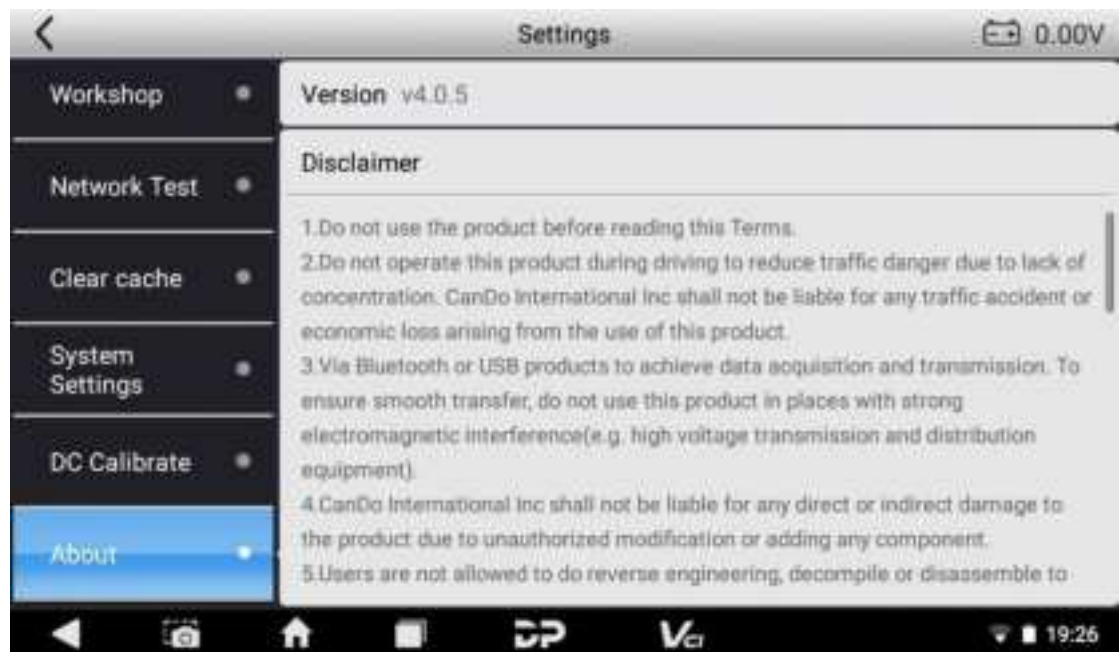 Settings
0.00V
Workshop
Network Test
Clear cache
System
Settings
DC Calibrate
About
Version v4.0.5
Disclaimer
1.Do not use the product before reading this Terms.
2.Do not operate this product during driving to reduce traffic danger due to lack of
concentration. CanDo International Inc shall not be liable for any traffic accident or
economic loss arising from the use of this product.
3.Via Bluetooth or USB products to achieve data acquisition and transmission. To
ensure smooth transfer, do not use this product in places with strong
electromagnetic interference(e.g. high voltage transmission and distribution
equipment).
4.CanDo International Inc shall not be liable for any direct or indirect damage to
the product due to unauthorized modification or adding any component.
5.Users are not allowed to do reverse engineering, decompile or disassemble to
DP
VCI
19:26